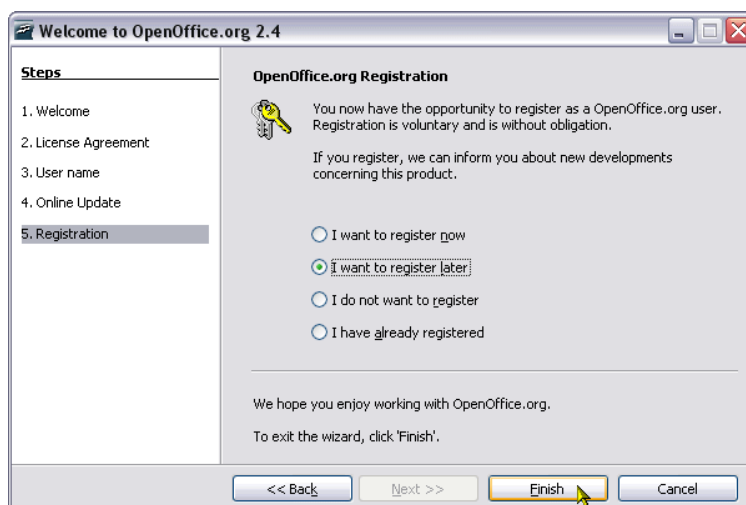 Welcome to OpenOffice.org 2.4
Steps
1. Welcome
2. License Agreement
3. User name
4. Online Update
5. Registration
OpenOffice.org Registration
You now have the opportunity to register as a OpenOffice.org user.
Registration is voluntary and is without obligation.
If you register, we can inform you about new developments
concerning this product.
I want to register now
I want to register later
I do not want to register
I have already registered
We hope you enjoy working with OpenOffice.org.
To exit the wizard, click 'Finish'.
<< Back
Next >>
Finish
Cancel